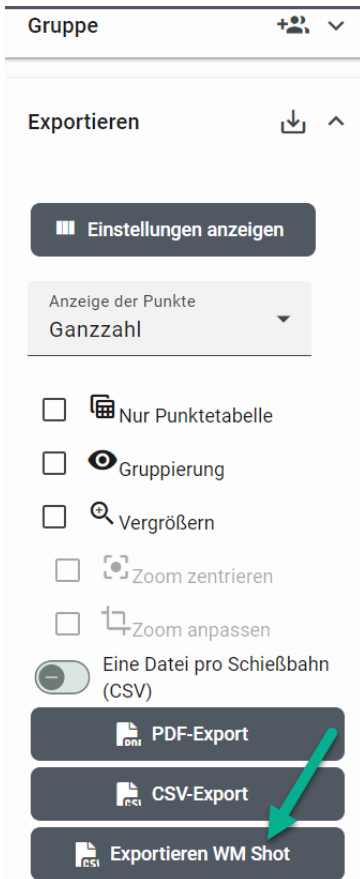 Gruppe
Exportieren
Einstellungen anzeigen
Anzeige der Punkte
Ganzzahl
Nur Punktetabelle
Gruppierung
Vergrößern
Zoom zentrieren
Zoom anpassen
Eine Datei pro Schießbahn
(CSV)
PDF-Export
CSV-Export
Exportieren WM Shot